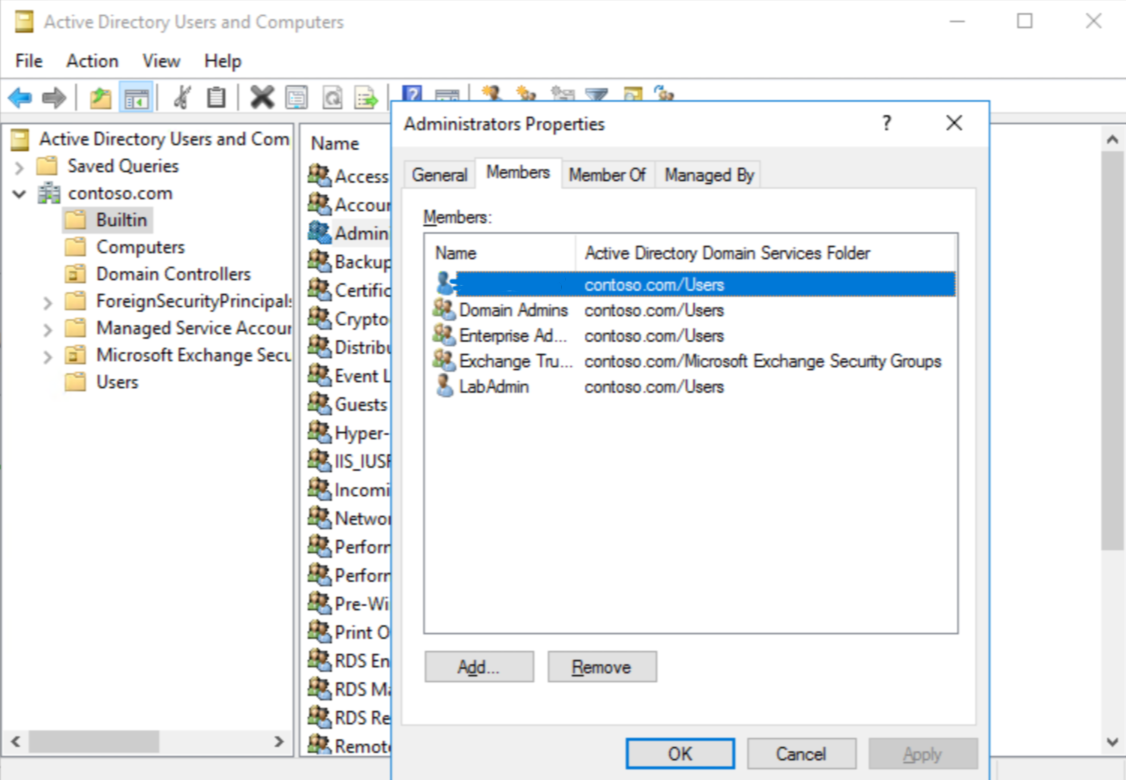 Active Directory Users and Computers
File Action View Help
Active Directory Users and Com
Saved Queries
contoso.com
Builtin
Computers
Domain Controllers
ForeignSecurityPrincipals
Managed Service Accour
Microsoft Exchange Secu
Users
Name
Access
Accour
Admin
Backup
Certific
Crypto
Distribu
Event L
Guests
Hyper-
IIS_IUSR
Incomi
Networ
Perforr
Perforr
Pre-Wi
Print O
RDS En
RDS Ma
RDS Re
Remote
Administrators Properties ?
General Members Member Of Managed By
Members:
Name Active Directory Domain Services Folder
contoso.com/Users
Domain Admins contoso.com/Users
Enterprise Ad... contoso.com/Users
Exchange Tru... contoso.com/Microsoft Exchange Security Groups
LabAdmin contoso.com/Users
Add... Remove
OK Cancel Apply